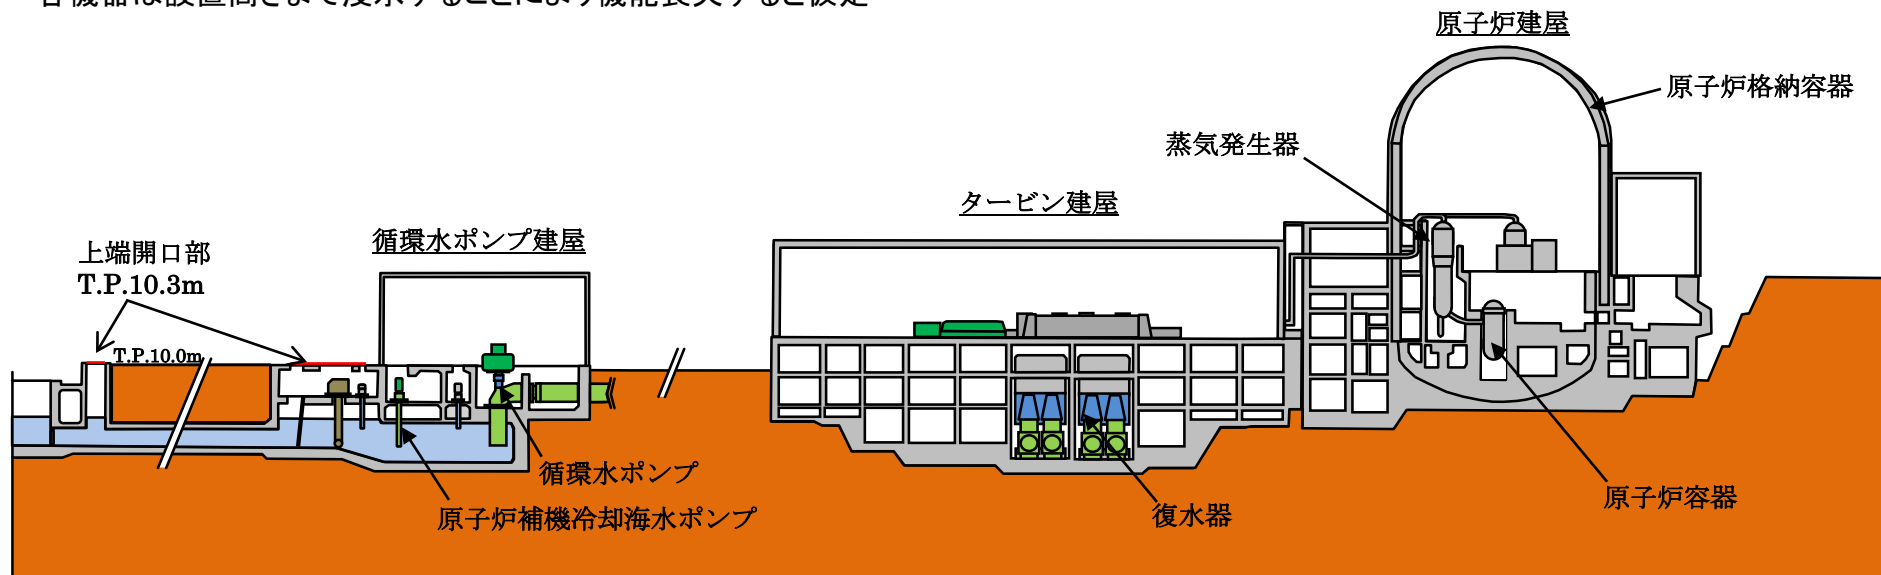 原子炉建屋
原子炉格納容器
蒸気発生器
タービン建屋
循環水ポンプ建屋
上端開口部
T.P.10.3m
T.P.10.0m
循環水ポンプ
原子炉補機冷却海水ポンプ
復水器
原子炉容器